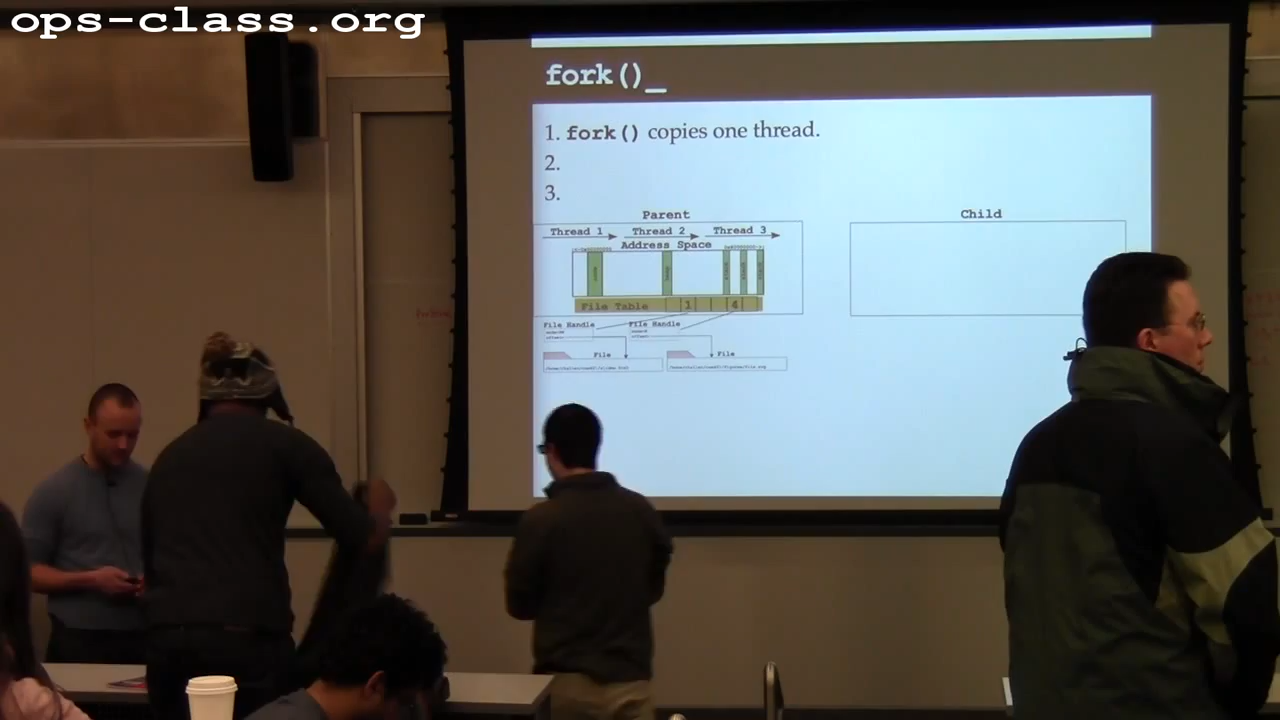 ops-class.org
fork()_
1. fork() copies one thread.
2.
3.
Parent
Child
Thread 1
Thread 2
Thread 3
Address Space
File Table
1
4
File Handle
File Handle
File
File